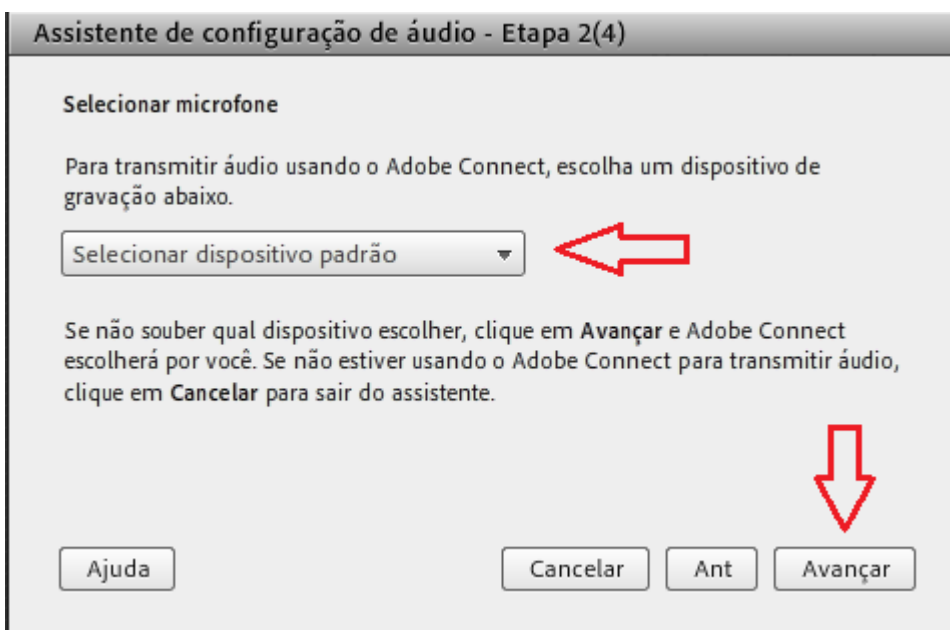 Assistente de configuração de áudio - Etapa 2(4)
Selecionar microfone
Para transmitir áudio usando o Adobe Connect, escolha um dispositivo de
gravação abaixo.
Selecionar dispositivo padrão
Se não souber qual dispositivo escolher, clique em Avançar e Adobe Connect
escolherá por você. Se não estiver usando o Adobe Connect para transmitir áudio,
clique em Cancelar para sair do assistente.
Ajuda Cancelar Ant Avançar